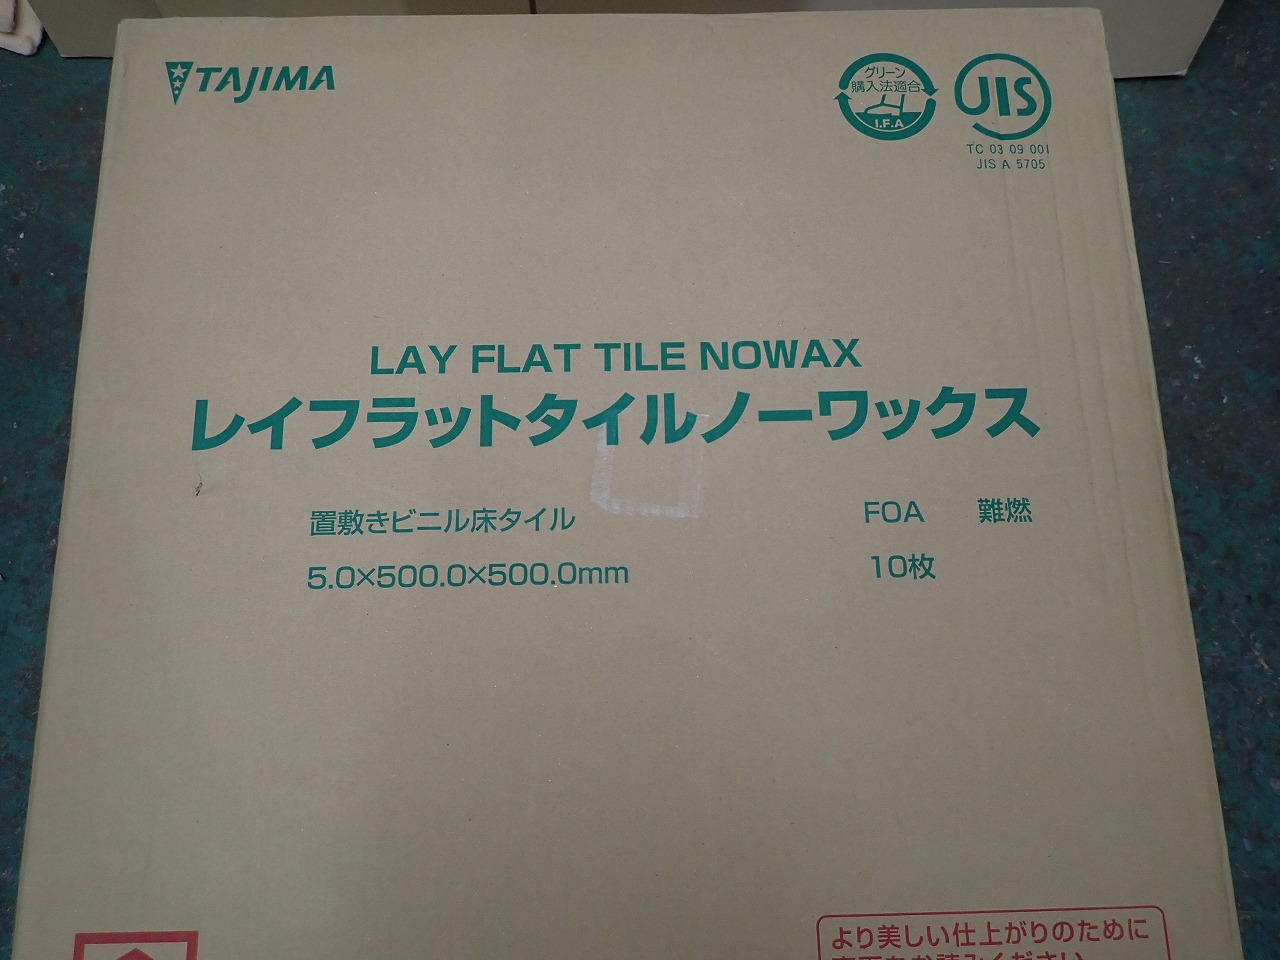 TAJIMA
グリーン
購入法適合
I.F.A
JIS
TC 03 09 001
JIS A 5705
LAY FLAT TILE NOWAX
レイフラットタイルノーワックス
置敷きビニル床タイル
FOA 難燃
5.0×500.0×500.0mm
10枚
より美しい仕上がりのために